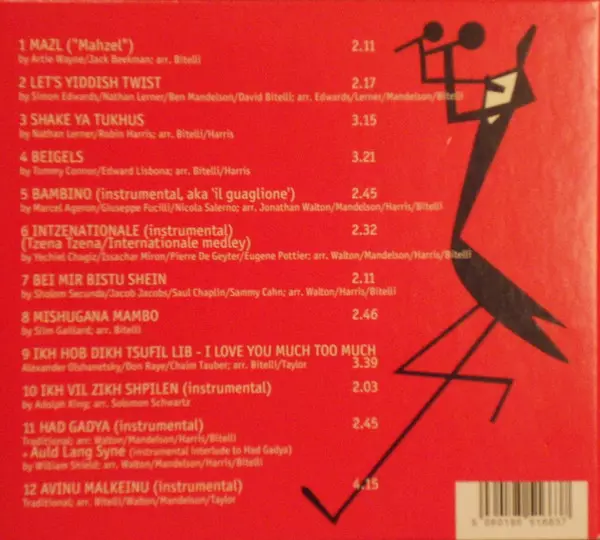 1 MAZL ("Mahzel") 2.11
by Artie Wayne/Jack Beekman; arr. Bitelli
2 LET'S YIDDISH TWIST 2.17
by Simon Edwards/Nathan Lerner/Ben Mandelson/David Bitelli; arr. Edwards/Lerner/Mandelson/Bitelli
3 SHAKE YA TUKHUS 3.15
by Nathan Lerner/Robin Harris; arr. Bitelli/Harris
4 BEIGELS 3.21
by Tommy Connor/Edward Lisbona; arr. Bitelli/Harris
5 BAMBINO (instrumental, aka 'il guaglione') 2.45
by Marcel Ageron/Giuseppe Fucilli/Nicola Salerno; arr. Jonathan Walton/Mandelson/Harris/Bitelli
6 INTZENATIONALE (instrumental) 2.32
(Tzena Tzena/Internationale medley)
by Yechiel Chagiz/Issachar Miron/Pierre De Geyter/Eugene Pottier; arr. Walton/Mandelson/Harris/Bitelli
7 BEI MIR BISTU SHEIN 2.11
by Sholom Secunda/Jacob Jacobs/Saul Chaplin/Sammy Cahn; arr. Walton/Harris/Bitelli
8 MISHUGANA MAMBO 2.46
by Slim Gaillard; arr. Bitelli
9 IKH HOB DIKH TSUFIL LIB - I LOVE YOU MUCH TOO MUCH
Alexander Olshanetsky/Don Raye/Chaim Tauber; arr. Bitelli/Taylor 3.39
10 IKH VIL ZIKH SHPILEN (instrumental) 2.03
by Adolph King; arr. Solomon Schwartz
11 HAD GADYA (instrumental) 2.45
Traditional; arr. Walton/Mandelson/Harris/Bitelli
+ Auld Lang Syne (instrumental interlude to Had Gadya)
by William Shield; arr. Walton/Mandelson/Harris/Bitelli
12 AVINU MALKEINU (instrumental) 4.15
Traditional; arr. Bitelli/Walton/Mandelson/Taylor